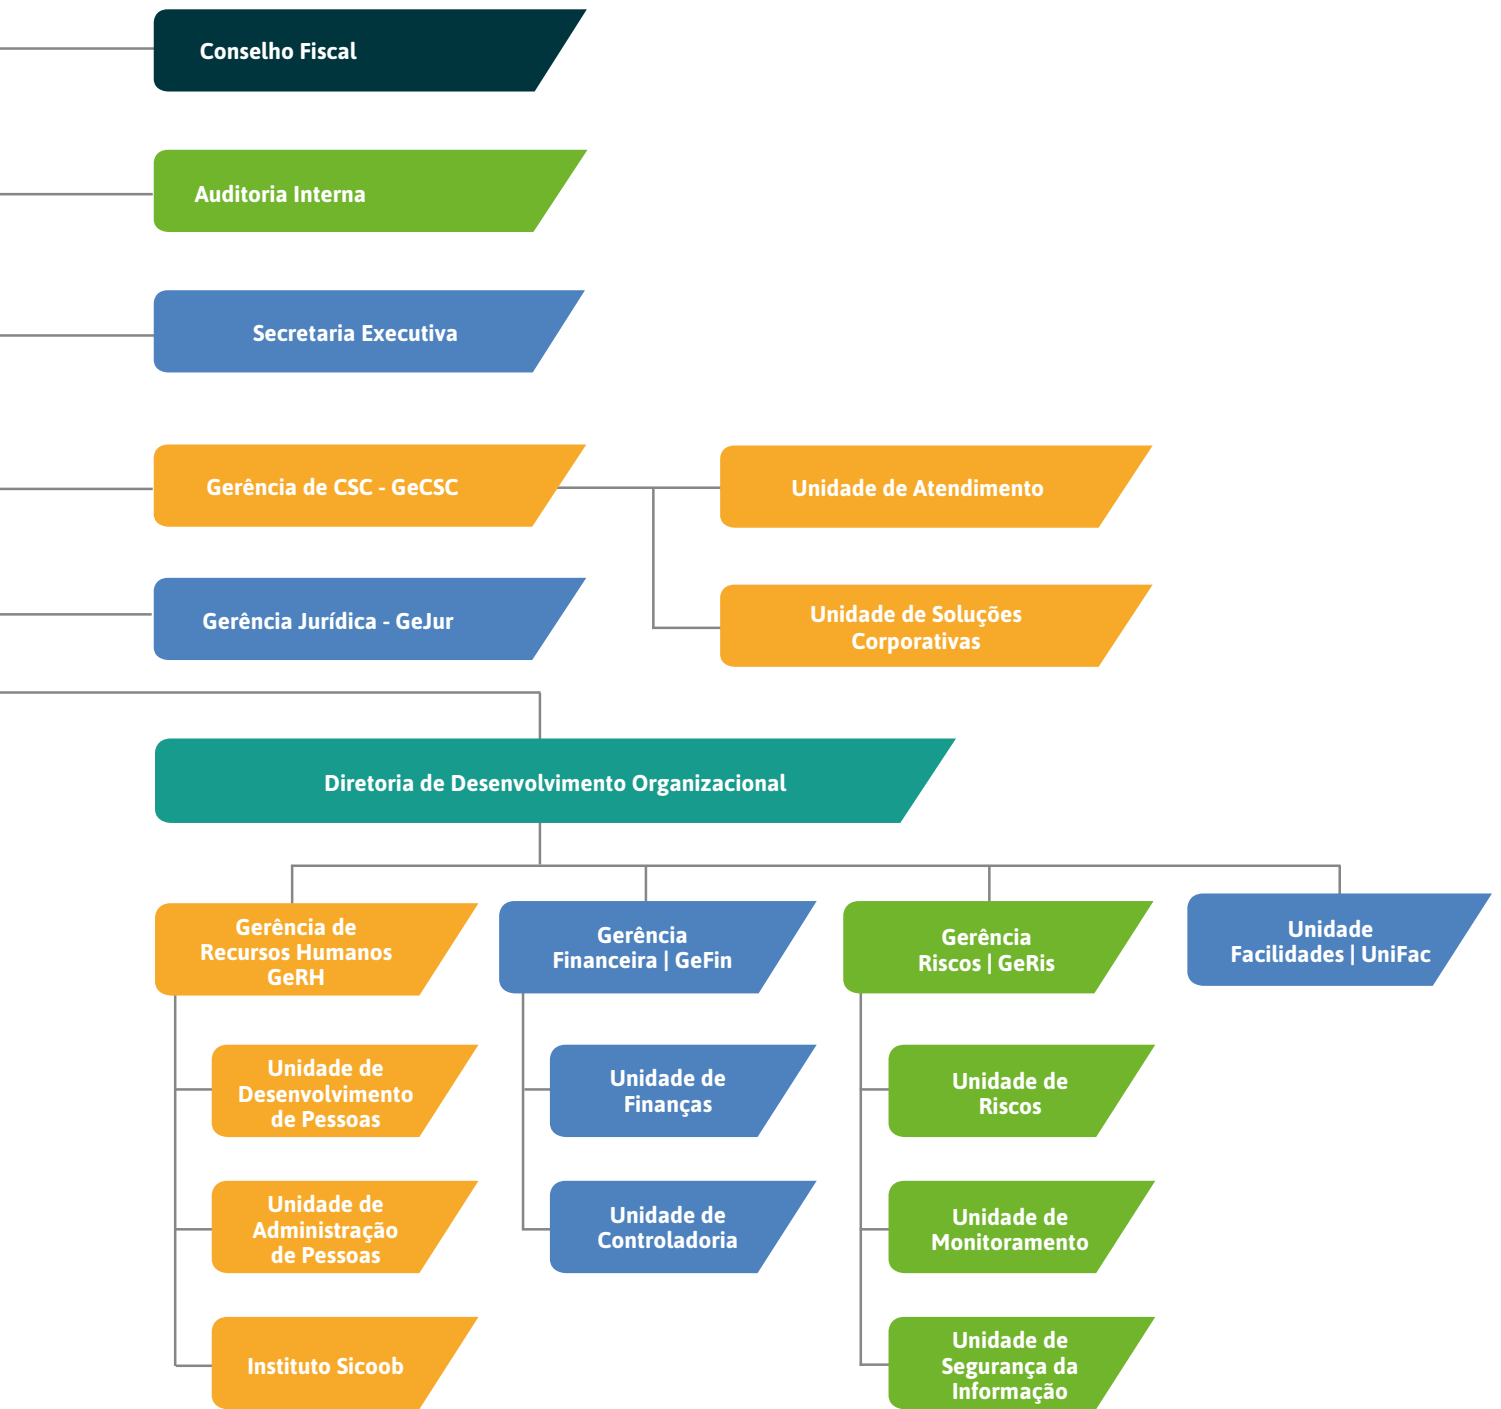 Conselho Fiscal
Auditoria Interna
Secretaria Executiva
Gerência de CSC - GeCSC
Unidade de Atendimento
Gerência Jurídica - GeJur
Unidade de Soluções
Corporativas
Diretoria de Desenvolvimento Organizacional
Gerência de
Recursos Humanos
GeRH
Gerência
Financeira | GeFin
Gerência
Riscos | GeRis
Unidade
Facilidades | UniFac
Unidade de
Desenvolvimento
de Pessoas
Unidade de
Finanças
Unidade de
Riscos
Unidade de
Administração
de Pessoas
Unidade de
Controladoria
Unidade de
Monitoramento
Instituto Sicoob
Unidade de
Segurança da
Informação